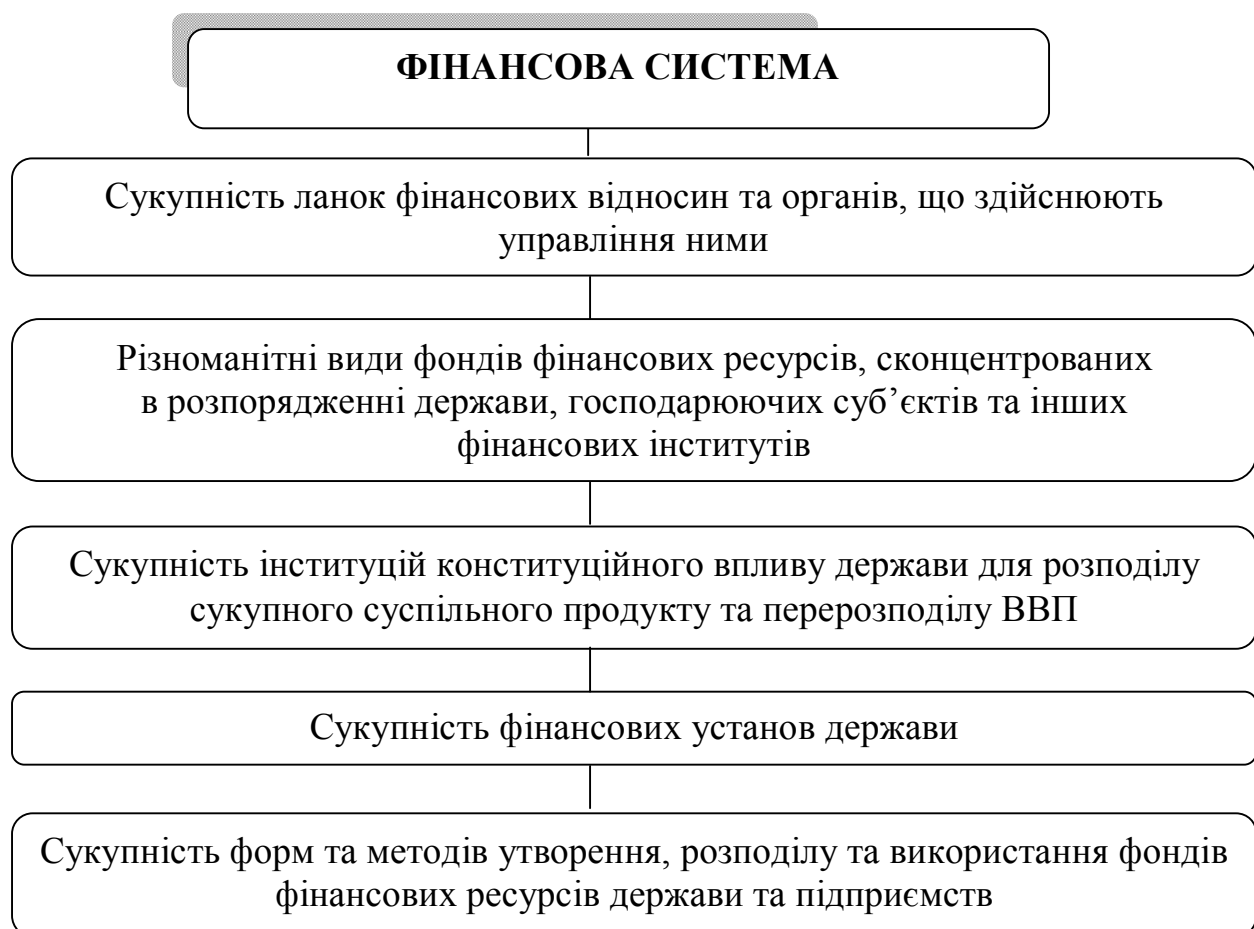 ФІНАНСОВА СИСТЕМА
Сукупність ланок фінансових відносин та органів, що здійснюють
управління ними
Різноманітні види фондів фінансових ресурсів, сконцентрованих
в розпорядженні держави, господарюючих суб’єктів та інших
фінансових інститутів
Сукупність інституцій конституційного впливу держави для розподілу
сукупного суспільного продукту та перерозподілу ВВП
Сукупність фінансових установ держави
Сукупність форм та методів утворення, розподілу та використання фондів
фінансових ресурсів держави та підприємств